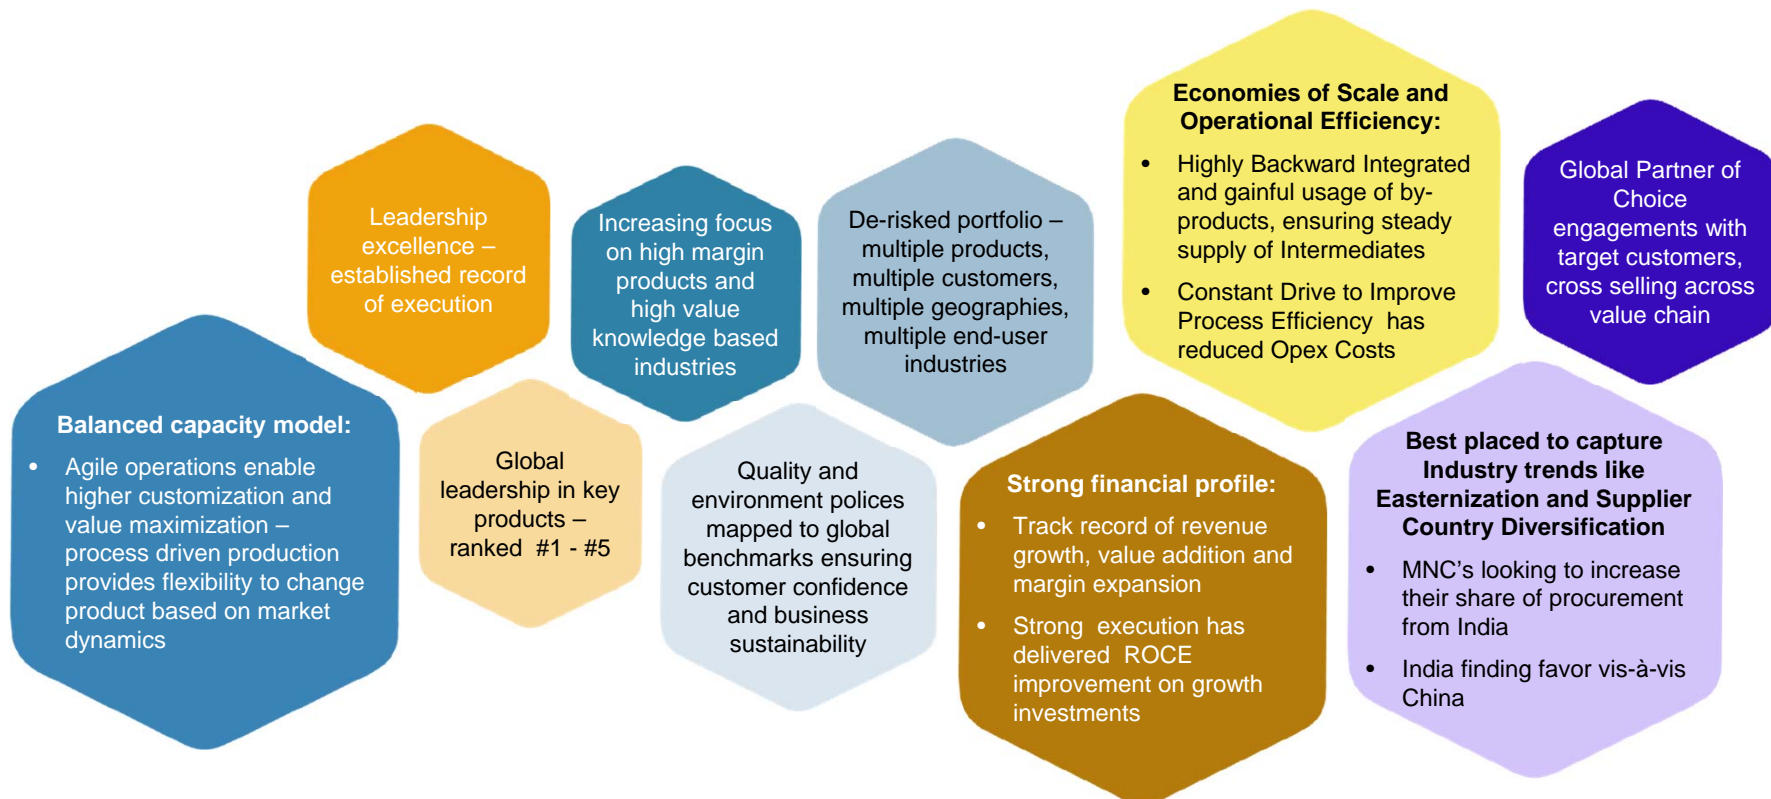 Balanced capacity model:
• Agile operations enable
higher customization and
value maximization –
process driven production
provides flexibility to change
product based on market
dynamics
Leadership
excellence –
established record
of execution
Global
leadership in key
products –
ranked #1 - #5
Increasing focus
on high margin
products and
high value
knowledge based
industries
Quality and
environment polices
mapped to global
benchmarks ensuring
customer confidence
and business
sustainability
De-risked portfolio –
multiple products,
multiple customers,
multiple geographies,
multiple end-user
industries
Strong financial profile:
• Track record of revenue
growth, value addition and
margin expansion
• Strong execution has
delivered ROCE
improvement on growth
investments
Economies of Scale and
Operational Efficiency:
• Highly Backward Integrated
and gainful usage of by-
products, ensuring steady
supply of Intermediates
• Constant Drive to Improve
Process Efficiency has
reduced Opex Costs
Best placed to capture
Industry trends like
Easternization and Supplier
Country Diversification
• MNC's looking to increase
their share of procurement
from India
• India finding favor vis-à-vis
China
Global Partner of
Choice
engagements with
target customers,
cross selling across
value chain